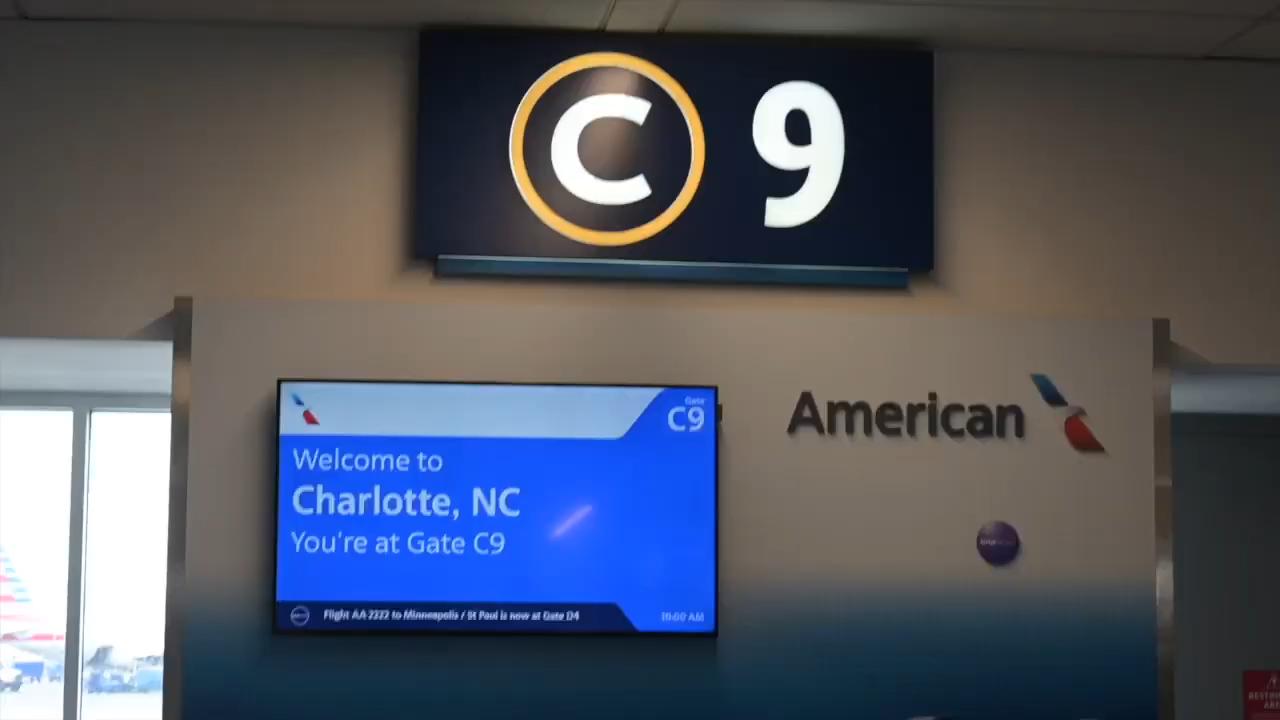 C 9
Gate
C9
Welcome to
Charlotte, NC
You're at Gate C9
Flight AA 2222 to Minneapolis / St Paul is now at Gate D4
10:00 AM
American